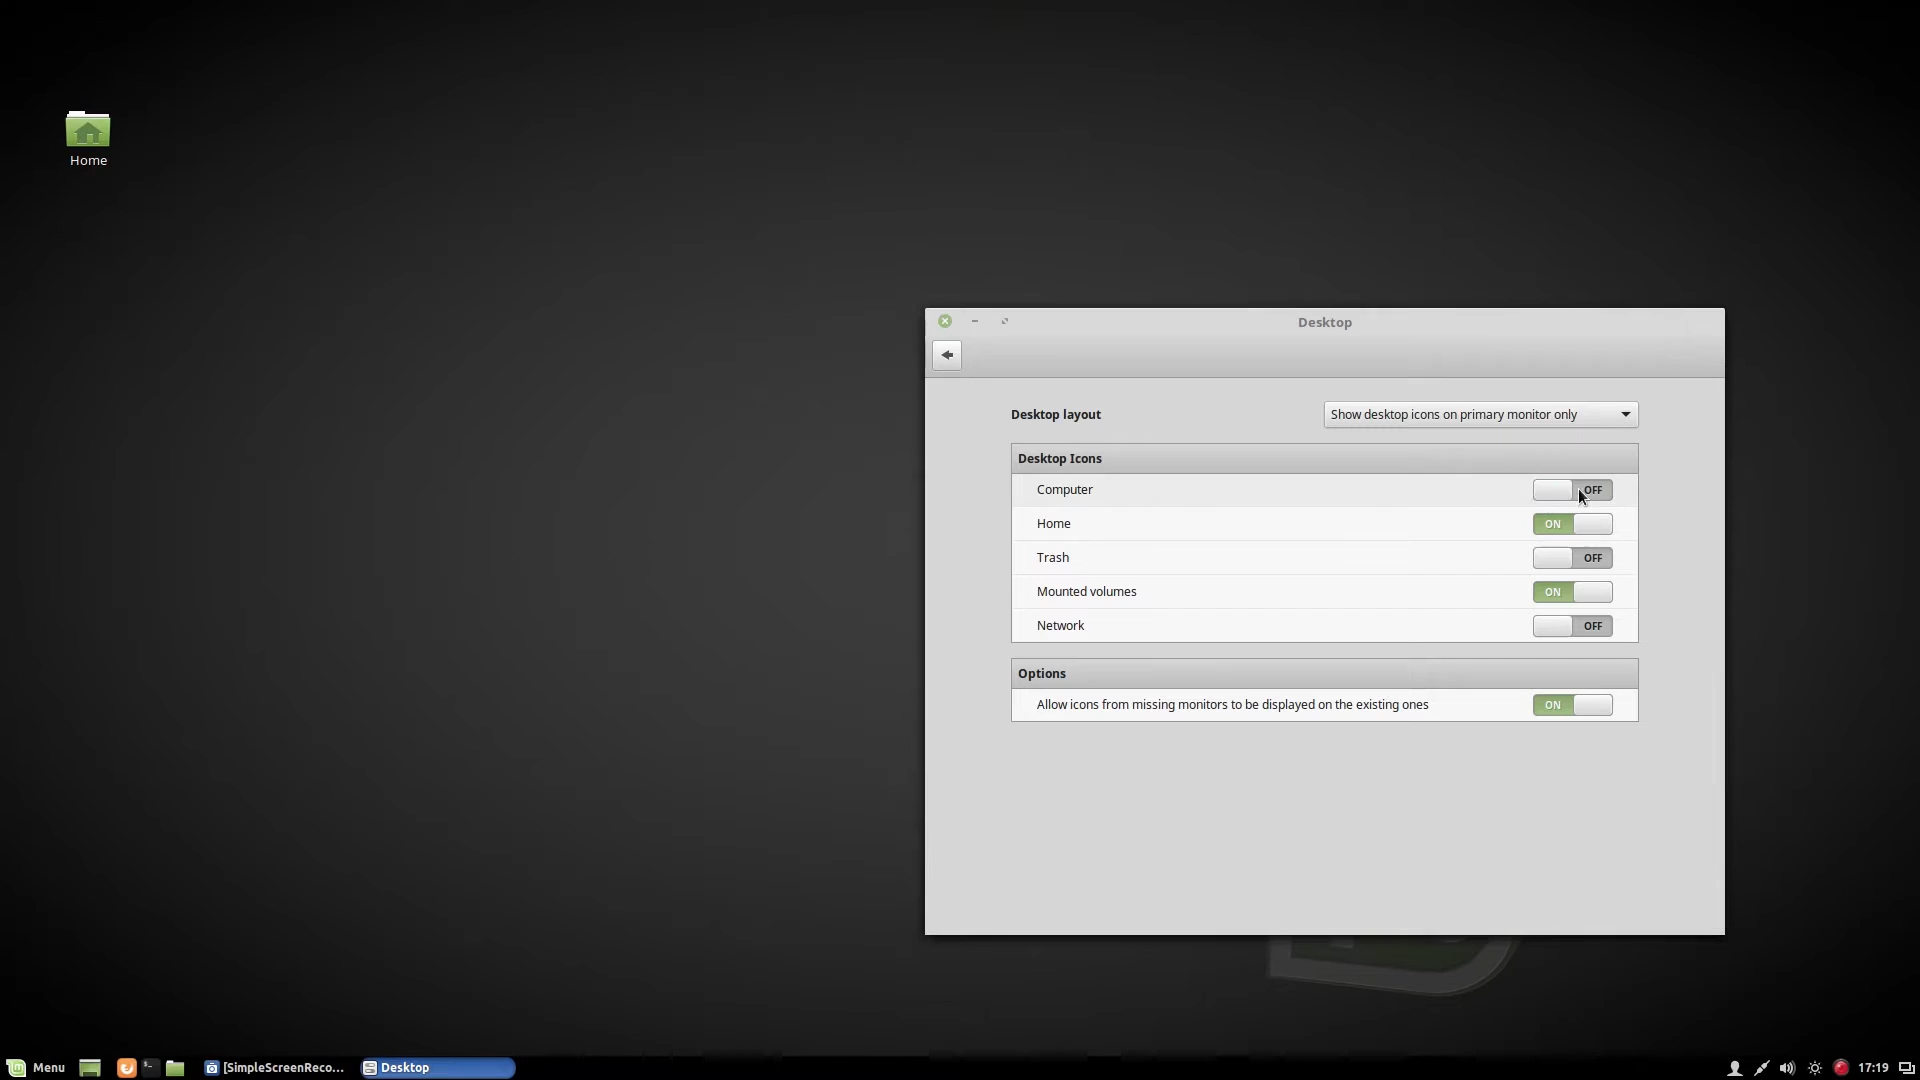 Home
Desktop
Desktop layout
Show desktop icons on primary monitor only
Desktop Icons
Computer
OFF
Home
ON
Trash
OFF
Mounted volumes
ON
Network
OFF
Options
Allow icons from missing monitors to be displayed on the existing ones
ON
Menu
[SimpleScreenReco...
Desktop
17:19